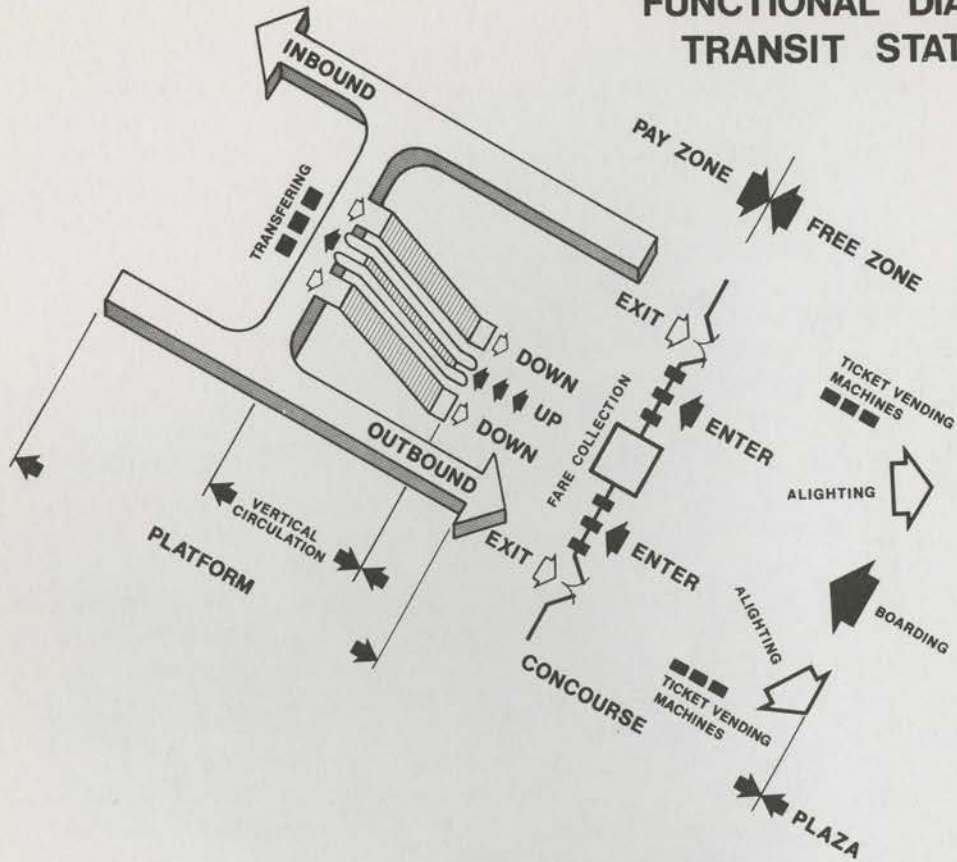 FUNCTIONAL DIA
TRANSIT STAT
INBOUND
PAY ZONE
FREE ZONE
TRANSFERING
EXIT
DOWN
UP
DOWN
TICKET VENDING
MACHINES
FARE COLLECTION
ENTER
OUTBOUND
ALIGHTING
VERTICAL
CIRCULATION
EXIT
ENTER
PLATFORM
ALIGHTING
BOARDING
CONCOURSE
TICKET VENDING
MACHINES
PLAZA